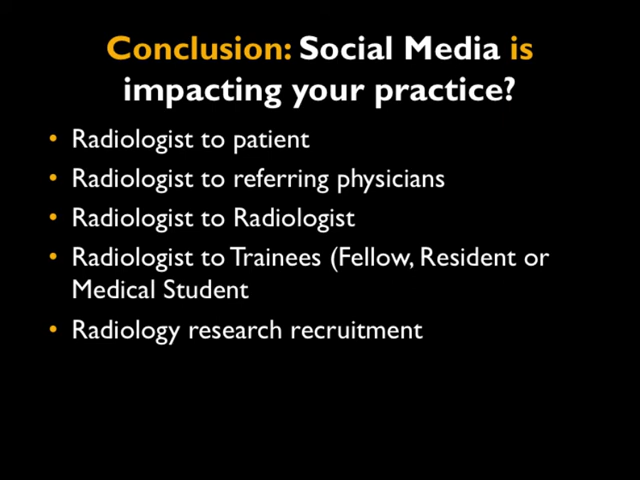 Conclusion: Social Media is
impacting your practice?
• Radiologist to patient
• Radiologist to referring physicians
• Radiologist to Radiologist
• Radiologist to Trainees (Fellow, Resident or
Medical Student
• Radiology research recruitment